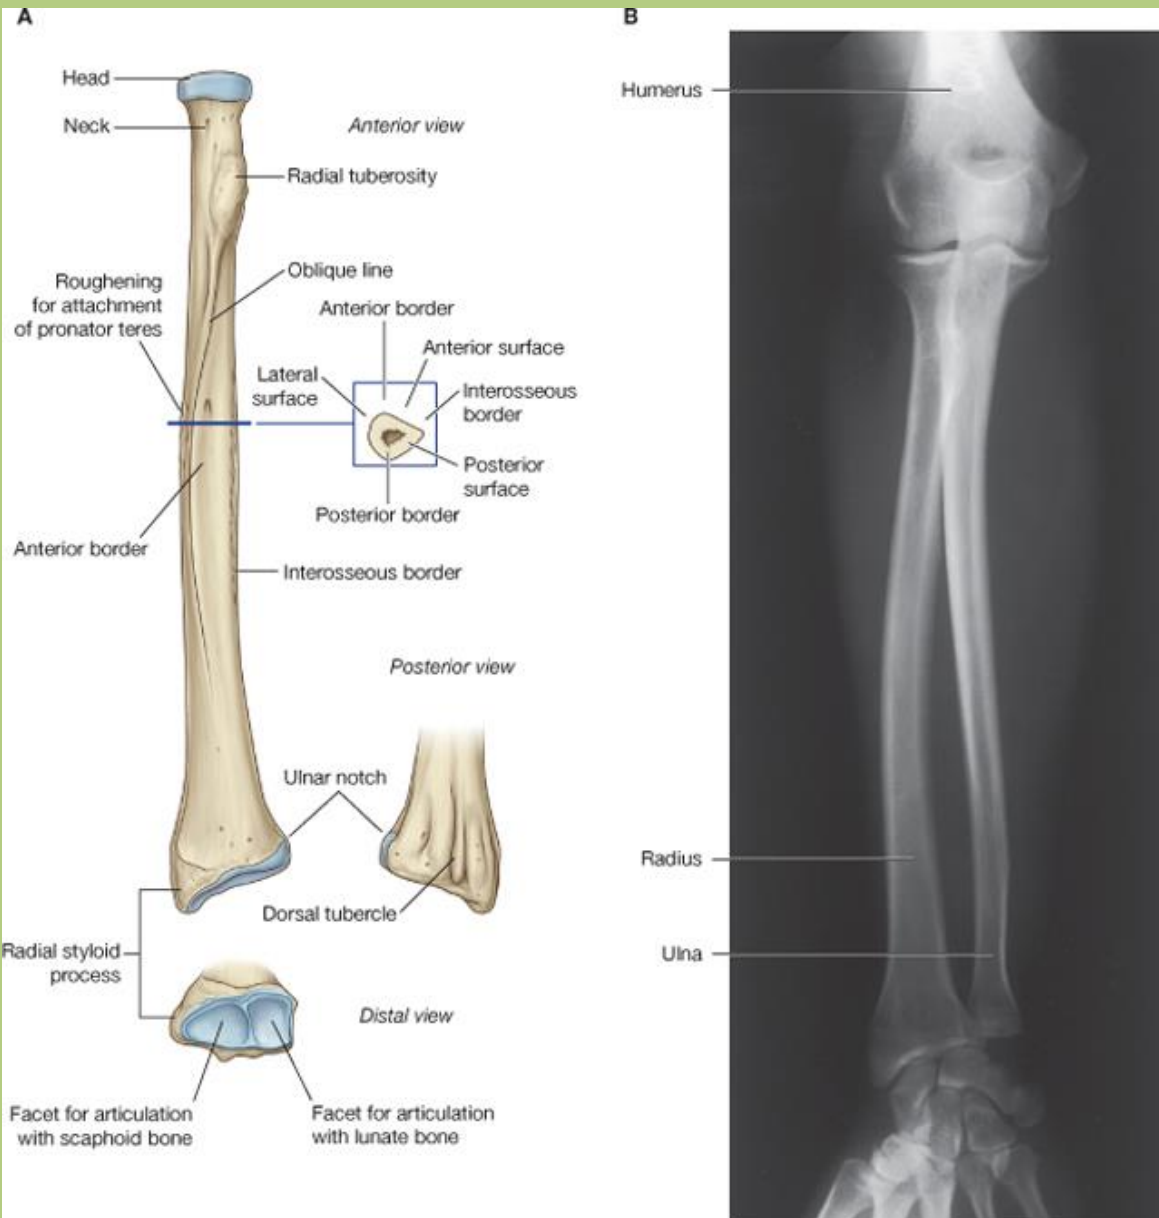 A
Head
Neck
Anterior view
Radial tuberosity
Oblique line
Roughening
for attachment
of pronator teres
Anterior border
Anterior surface
Lateral
surface
Interosseous
border
Posterior
surface
Posterior border
Anterior border
Interosseous border
Posterior view
Ulnar notch
Dorsal tubercle
Radial styloid
process
Distal view
Facet for articulation
with scaphoid bone
Facet for articulation
with lunate bone
B
Humerus
Radius
Ulna